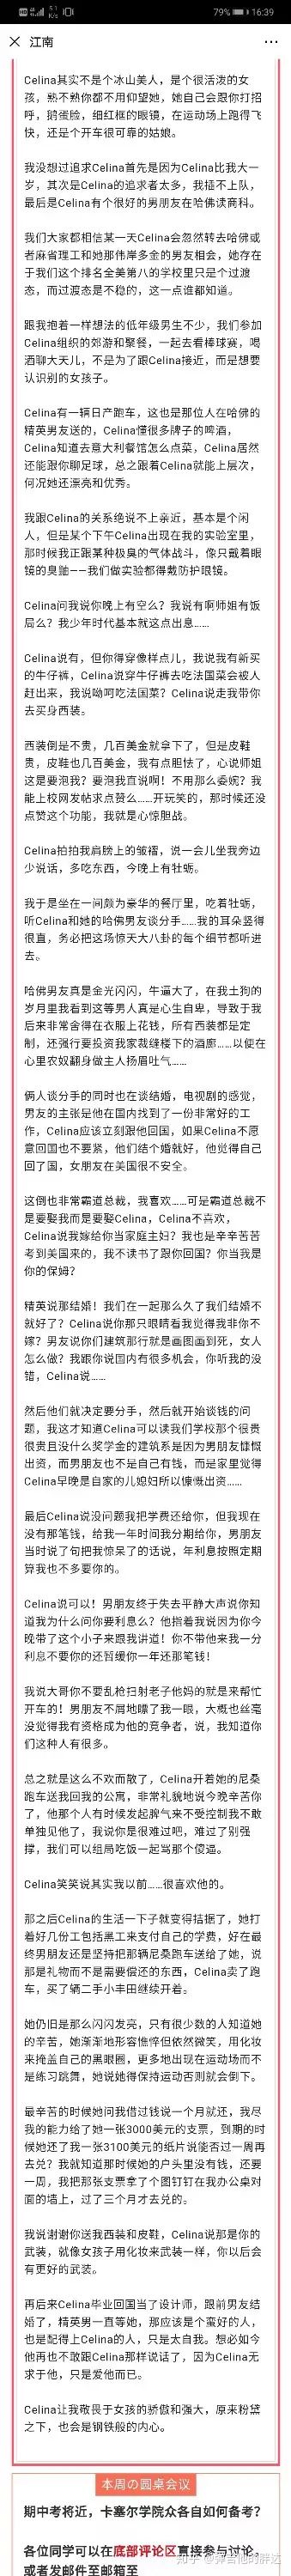 79% 16:39
江南
Celina其实不是个冰山美人，是个很活泼的女
孩，熟不熟你都不用仰望她，她自己会跟你打招
呼，鹅蛋脸，细红框的眼镜，在运动场上跑得飞
快，还是个开车很可靠的姑娘。
我没想过追求Celina首先是因为Celina比我大一
岁，其次是Celina的追求者太多，我插不上队，
最后是Celina有个很好的男朋友在哈佛读商科。
我们大家都相信某一天Celina会忽然转去哈佛或
者麻省理工和她那伟岸多金的男友相会，她存在
于我们这个排名全美第八的学校里只是个过渡
态，而过渡态是不稳的，这一点谁都知道。
跟我抱着一样想法的低年级男生不少，我们参加
Celina组织的郊游和聚餐，一起去看棒球赛，喝
酒聊大天儿，不是为了跟Celina接近，而是想要
认识别的女孩子。
Celina有一辆日产跑车，这也是那位人在哈佛的
精英男友送的，Celina懂很多牌子的啤酒，
Celina知道去意大利餐馆怎么点菜，Celina居然
还能跟你聊足球，总之跟着Celina就能上层次，
何况她还漂亮和优秀。
我跟Celina的关系绝说不上亲近，基本是个闲
人，但是某个下午Celina出现在我的实验室里，
那时候我正跟某种极臭的气体战斗，像只戴着眼
镜的臭鼬——我们做实验都得戴防护眼镜。
Celina问我说你晚上有空么？我说有啊师姐有饭
局么？我少年时代基本就这点出息……
Celina说有，但你得穿像样点儿，我说我有新买
的牛仔裤，Celina说穿牛仔裤去吃法国菜会被人
赶出来，我说呦呵吃法国菜？Celina说走我带你
去买身西装。
西装倒是不贵，几百美金就拿下了，但是皮鞋
贵，皮鞋也几百美金，我有点胆怯了，心说师姐
这是要泡我？要泡我直说啊！不用那么委婉？我
能上校网发帖求点赞么……开玩笑的，那时候还没
点赞这个功能，我就是心惊胆战。
Celina拍拍我肩膀上的皱褶，说一会儿坐我旁边
少说话，多吃东西，今晚上有牡蛎。
我于是坐在一间颇为豪华的餐厅里，吃着牡蛎，
听Celina和她的哈佛男友谈分手……我的耳朵竖得
很直，务必把这场惊天大八卦的每个细节都听进
去。
哈佛男友真是金光闪闪，牛逼大了，在我土狗的
岁月里我看到这等男人真是心生自卑，导致于我
后来非常舍得在衣服上花钱，所有西装都是定
制，还强行要投资我家裁缝楼下的酒廊……以便在
心里农奴翻身做主人扬眉吐气……
俩人谈分手的同时也在谈结婚，电视剧的感觉，
男友的主张是他在国内找到了一份非常好的工
作，Celina应该立刻跟他回国，如果Celina不愿
意回国也不要紧，他们结个婚就好，他觉得自己
回了国，女朋友在美国很不安全。
这倒也非常霸道总裁，我喜欢……可是霸道总裁不
是要娶我而是要娶Celina，Celina不喜欢，
Celina说我嫁给你当家庭主妇？我也是辛辛苦苦
考到美国来的，我不读书了跟你回国？你当我是
你的保姆？
精英说那结婚！我们在一起那么久了我们结婚不
就好了？Celina说你那只眼睛看我觉得我非你不
嫁？男友说你们建筑那行就是画图画到死，女人
怎么做？我跟你说国内有很多机会，你听我的没
错，Celina说……
然后他们就决定要分手，然后就开始谈钱的问
题，我这才知道Celina可以读我们学校那个很贵
很贵且没什么奖学金的建筑系是因为男朋友慷慨
出资，而男朋友也不是自己有钱，而是家里觉得
Celina早晚是自家的儿媳妇所以慷慨出资……
最后Celina说没问题我把学费还给你，但我现在
没有那笔钱，给我一年时间我分期给你，男朋友
当时说了句把我惊呆了的话说，年利息按照定期
算我也不多要你的。
Celina说可以！男朋友终于失去平静大声说你知
道我为什么问你要利息么？他指着我说因为你今
晚带了这个小子来跟我讲道！你不带他来我一分
利息不要你的还暂缓你一年还那笔钱！
我说大哥你不要乱枪扫射老子他妈的就是来帮忙
开车的！男朋友不屑地瞟了我一眼，大概也丝毫
没觉得我有资格成为他的竞争者，说，我知道你
们这种人有很多。
总之就是这么不欢而散了，Celina开着她的尼桑
跑车送我回我的公寓，非常礼貌地说今晚辛苦你
了，他那个人有时候发起脾气来不受控制我不敢
单独见他了，我说你是很难过吧，难过了别强
撑，我们可以组局吃饭一起骂那个傻逼。
Celina笑笑说其实我以前……很喜欢他的。
那之后Celina的生活一下子就变得拮据了，她打
着好几份工包括黑工来支付自己的学费，好在最
终男朋友还是坚持把那辆尼桑跑车送给了她，说
那是礼物而不是需要偿还的东西，Celina卖了跑
车，买了辆二手小丰田继续开着。
她仍旧是那么闪闪发亮，只有很少数的人知道她
的辛苦，她渐渐地形容憔悴但依然微笑，用化妆
来掩盖自己的黑眼圈，更多地出现在运动场而不
是练习跳舞，她说她得保持运动否则就会倒下。
最辛苦的时候她问我借过钱说一个月就还，我尽
我的能力给了她一张3000美元的支票，到期的时
候她还了我一张3100美元的纸片说能否过一周再
去兑？我就知道那时候她的户头里没有钱，还要
一周，我把那张支票拿了个图钉钉在我办公桌对
面的墙上，过了三个月才去兑的。
我说谢谢你送我西装和皮鞋，Celina说那是你的
武装，就像女孩子用化妆来武装一样，你以后会
有更好的武装。
再后来Celina毕业回国当了设计师，跟前男友结
婚了，精英男一直等她，那应该是个蛮好的人，
也是配得上Celina的人，只是太自我。想必如今
他再也不敢跟Celina那样说话了，因为Celina无
求于他，只是爱他而已。
Celina让我敬畏于女孩的骄傲和强大，原来粉黛
之下，也会是钢铁般的内心。
本周の圆桌会议
期中考将近，卡塞尔学院众各自如何备考？
各位同学可以在底部评论区直接参与讨论，
或者发邮件至邮箱至